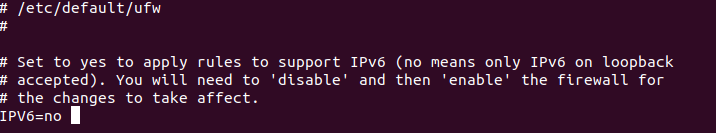 # /etc/default/ufw
#
# Set to yes to apply rules to support IPv6 (no means only IPv6 on loopback
# accepted). You will need to 'disable' and then 'enable' the firewall for
# the changes to take affect.
IPV6=no